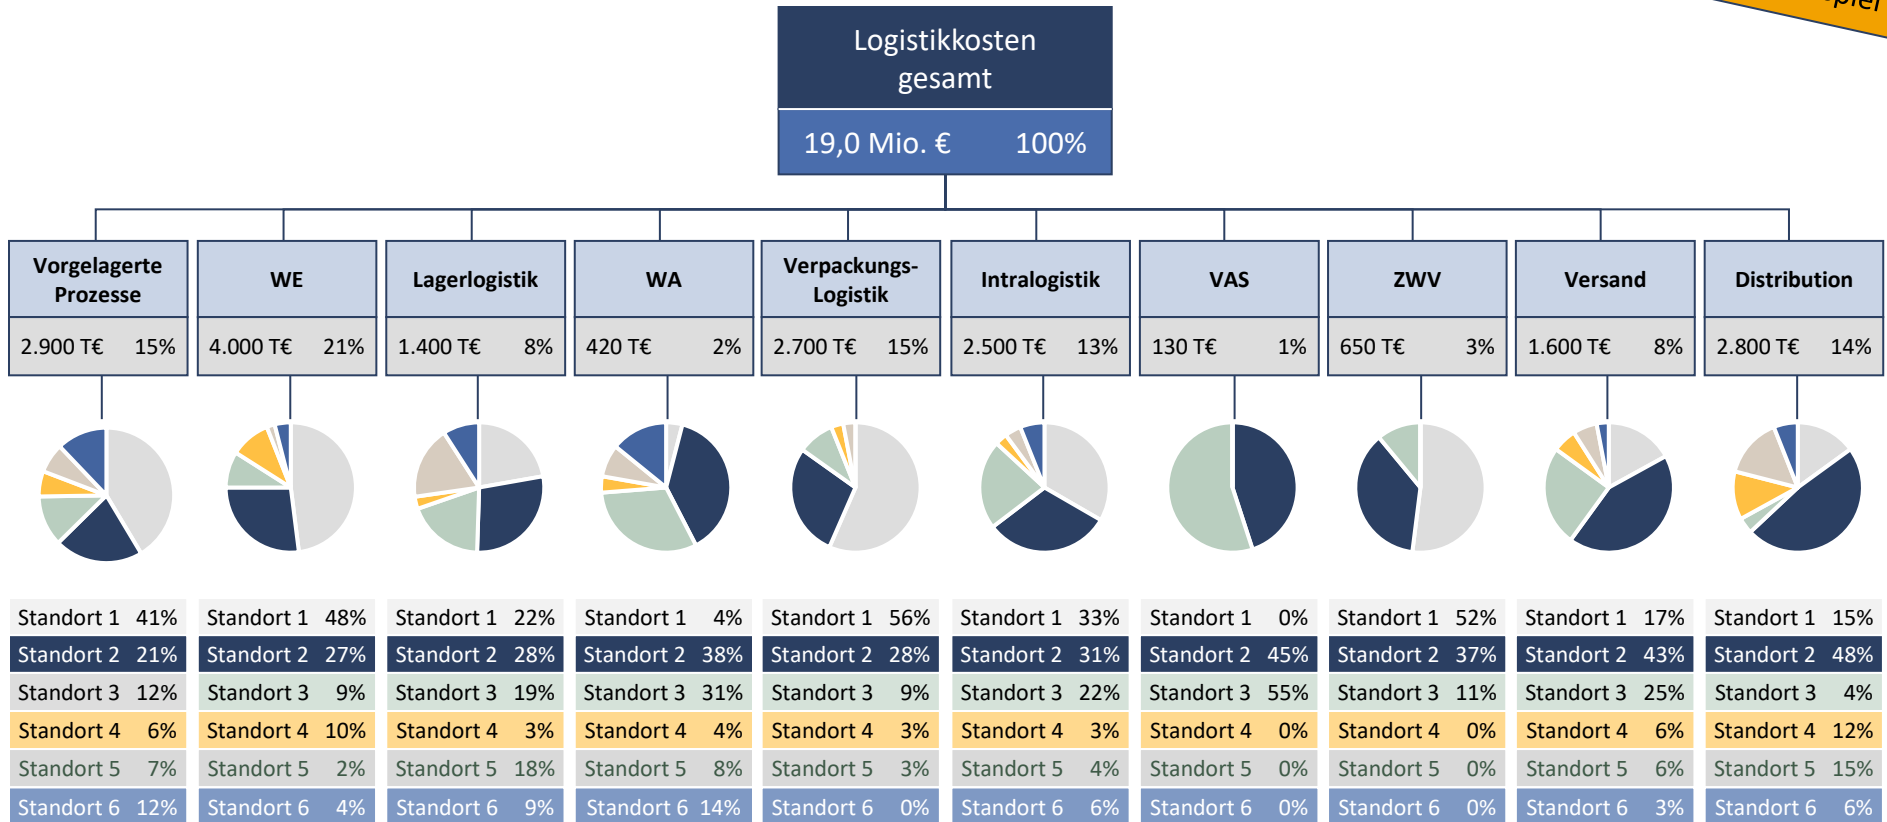 Logistikkosten
gesamt
19,0 Mio. € 100%
Vorgelagerte
Prozesse
2.900 T€ 15%
WE
4.000 T€ 21%
Lagerlogistik
1.400 T€ 8%
WA
420 T€ 2%
Verpackungs-
Logistik
2.700 T€ 15%
Intralogistik
2.500 T€ 13%
VAS
130 T€ 1%
ZWV
650 T€ 3%
Versand
1.600 T€ 8%
Distribution
2.800 T€ 14%
Standort 1 41%
Standort 2 21%
Standort 3 12%
Standort 4 6%
Standort 5 7%
Standort 6 12%
Standort 1 48%
Standort 2 27%
Standort 3 9%
Standort 4 10%
Standort 5 2%
Standort 6 4%
Standort 1 22%
Standort 2 28%
Standort 3 19%
Standort 4 3%
Standort 5 18%
Standort 6 9%
Standort 1 4%
Standort 2 38%
Standort 3 31%
Standort 4 4%
Standort 5 8%
Standort 6 14%
Standort 1 56%
Standort 2 28%
Standort 3 9%
Standort 4 3%
Standort 5 3%
Standort 6 0%
Standort 1 33%
Standort 2 31%
Standort 3 22%
Standort 4 3%
Standort 5 4%
Standort 6 6%
Standort 1 0%
Standort 2 45%
Standort 3 55%
Standort 4 0%
Standort 5 0%
Standort 6 0%
Standort 1 52%
Standort 2 37%
Standort 3 11%
Standort 4 0%
Standort 5 0%
Standort 6 0%
Standort 1 17%
Standort 2 43%
Standort 3 25%
Standort 4 6%
Standort 5 6%
Standort 6 3%
Standort 1 15%
Standort 2 48%
Standort 3 4%
Standort 4 12%
Standort 5 15%
Standort 6 6%